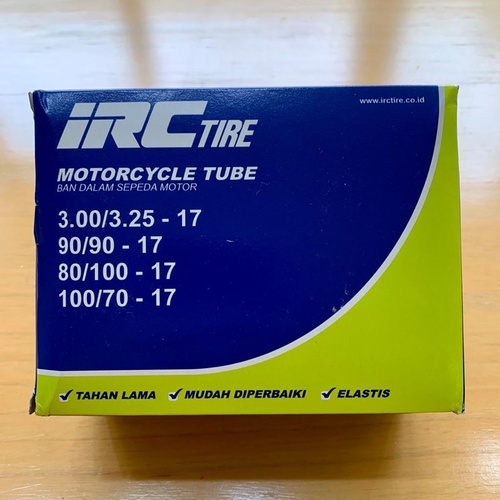 www.irctire.co.id
iRC TIRE
MOTORCYCLE TUBE
BAN DALAM SEPEDA MOTOR
3.00/3.25 - 17
90/90 - 17
80/100 - 17
100/70 - 17
TAHAN LAMA MUDAH DIPERBAIKI ELASTIS